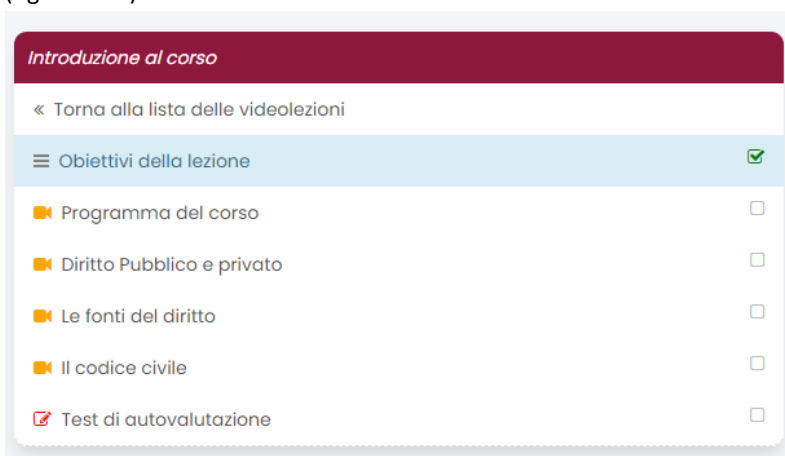 Introduzione al corso
« Torna alla lista delle videolezioni
Obiettivi della lezione
Programma del corso
Diritto Pubblico e privato
Le fonti del diritto
Il codice civile
Test di autovalutazione